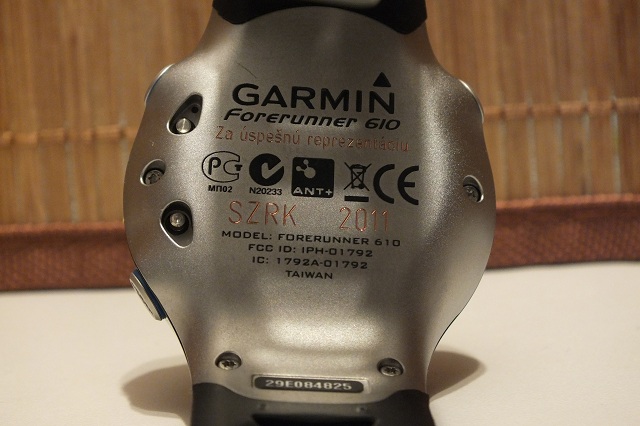 GARMIN
Forerunner 610
Za úspešnú reprezentáciu
PG CE
МП02 N20233 ANT+
SZRK 2011
MODEL: FORERUNNER 610
FCC ID: IPH-01792
IC: 1792A-01792
TAIWAN
29E084825